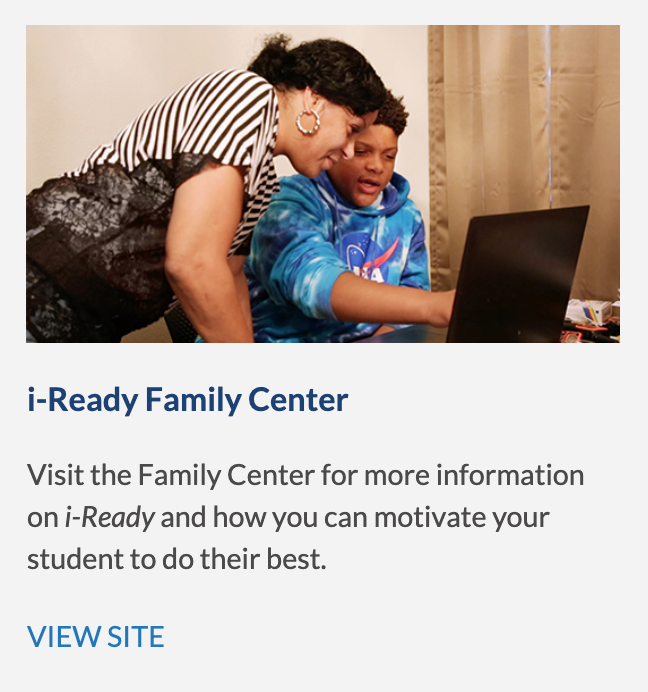 i-Ready Family Center
Visit the Family Center for more information
on i-Ready and how you can motivate your
student to do their best.
VIEW SITE